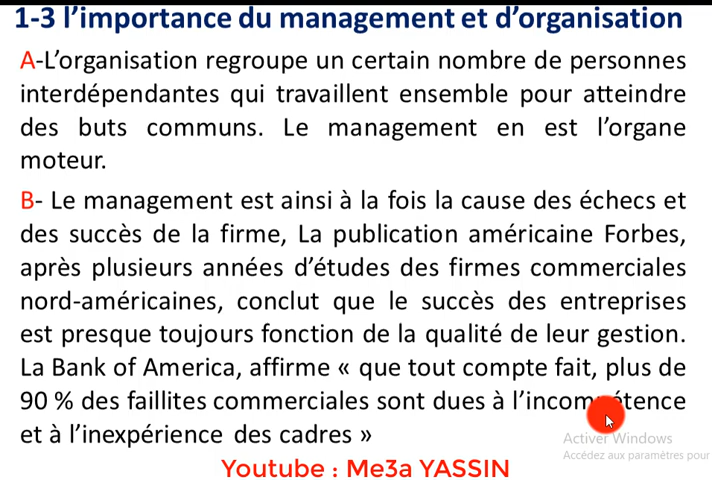 1-3 l’importance du management et d’organisation
A-L’organisation regroupe un certain nombre de personnes
interdépendantes qui travaillent ensemble pour atteindre
des buts communs. Le management en est l’organe
moteur.
B- Le management est ainsi à la fois la cause des échecs et
des succès de la firme, La publication américaine Forbes,
après plusieurs années d’études des firmes commerciales
nord-américaines, conclut que le succès des entreprises
est presque toujours fonction de la qualité de leur gestion.
La Bank of America, affirme « que tout compte fait, plus de
90 % des faillites commerciales sont dues à l’incompétence
et à l’inexpérience des cadres »
Activer Windows
Accédez aux paramètres pour
Youtube : Me3a YASSIN